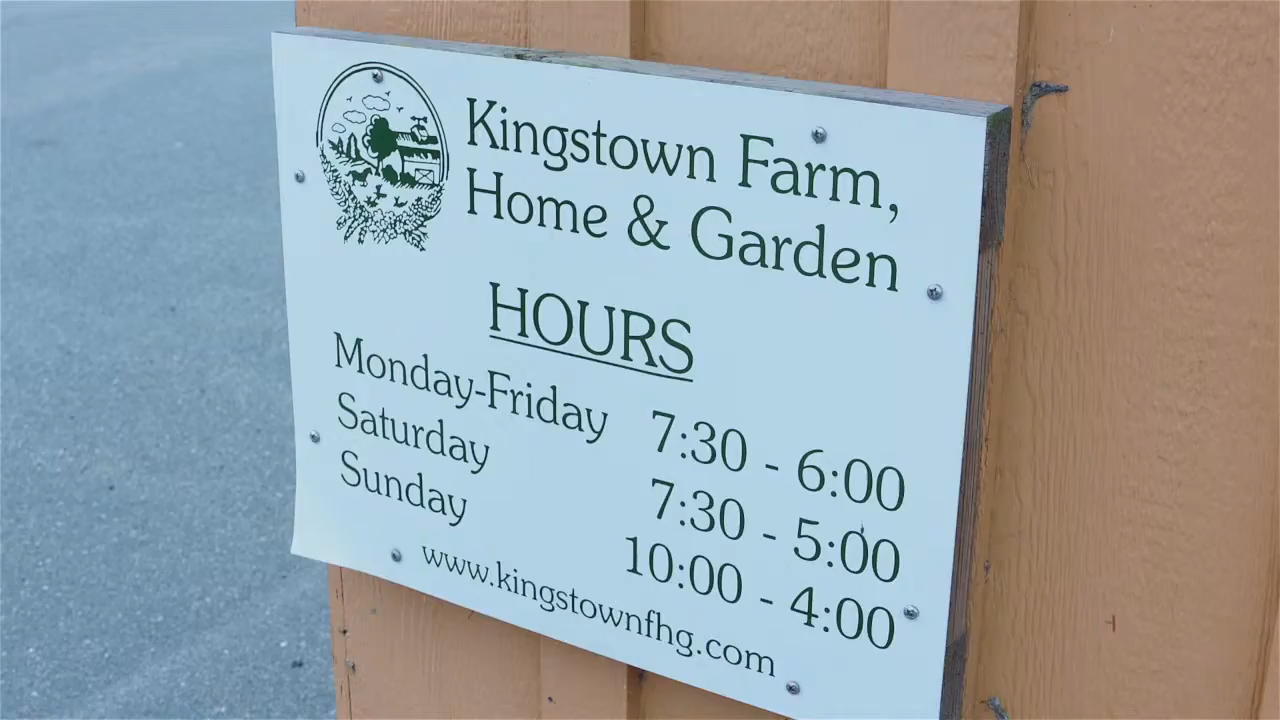 Kingstown Farm,
Home & Garden
HOURS
Monday-Friday 7:30 - 6:00
Saturday 7:30 - 5:00
Sunday 10:00 - 4:00
www.kingstownfhg.com